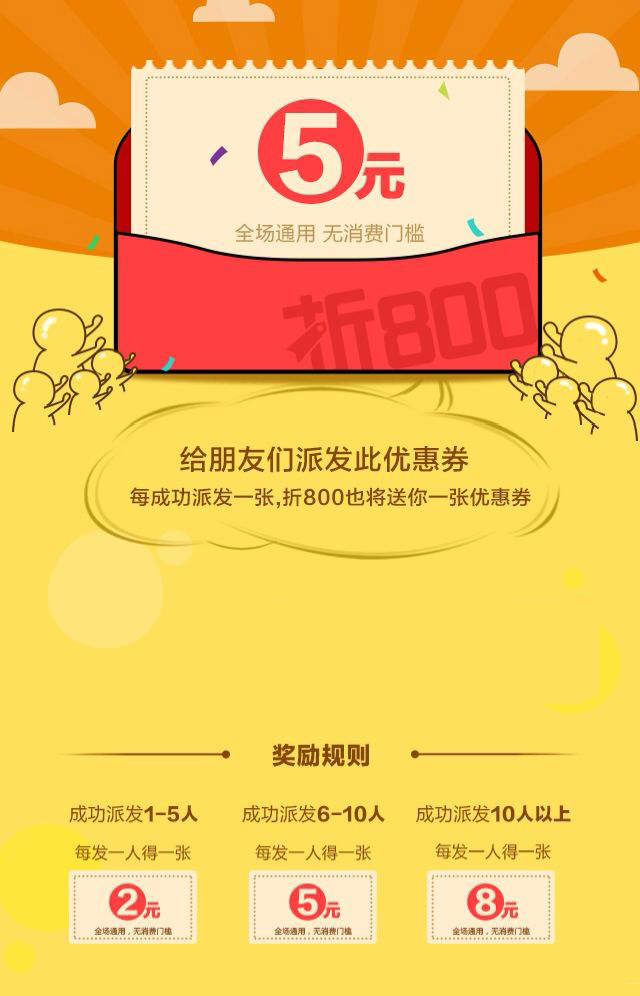 5元
全场通用 无消费门槛
折800
给朋友们派发此优惠券
每成功派发一张,折800也将送你一张优惠券
奖励规则
成功派发1-5人
每发一人得一张
2元
全场通用，无消费门槛
成功派发6-10人
每发一人得一张
5元
全场通用，无消费门槛
成功派发10人以上
每发一人得一张
8元
全场通用，无消费门槛